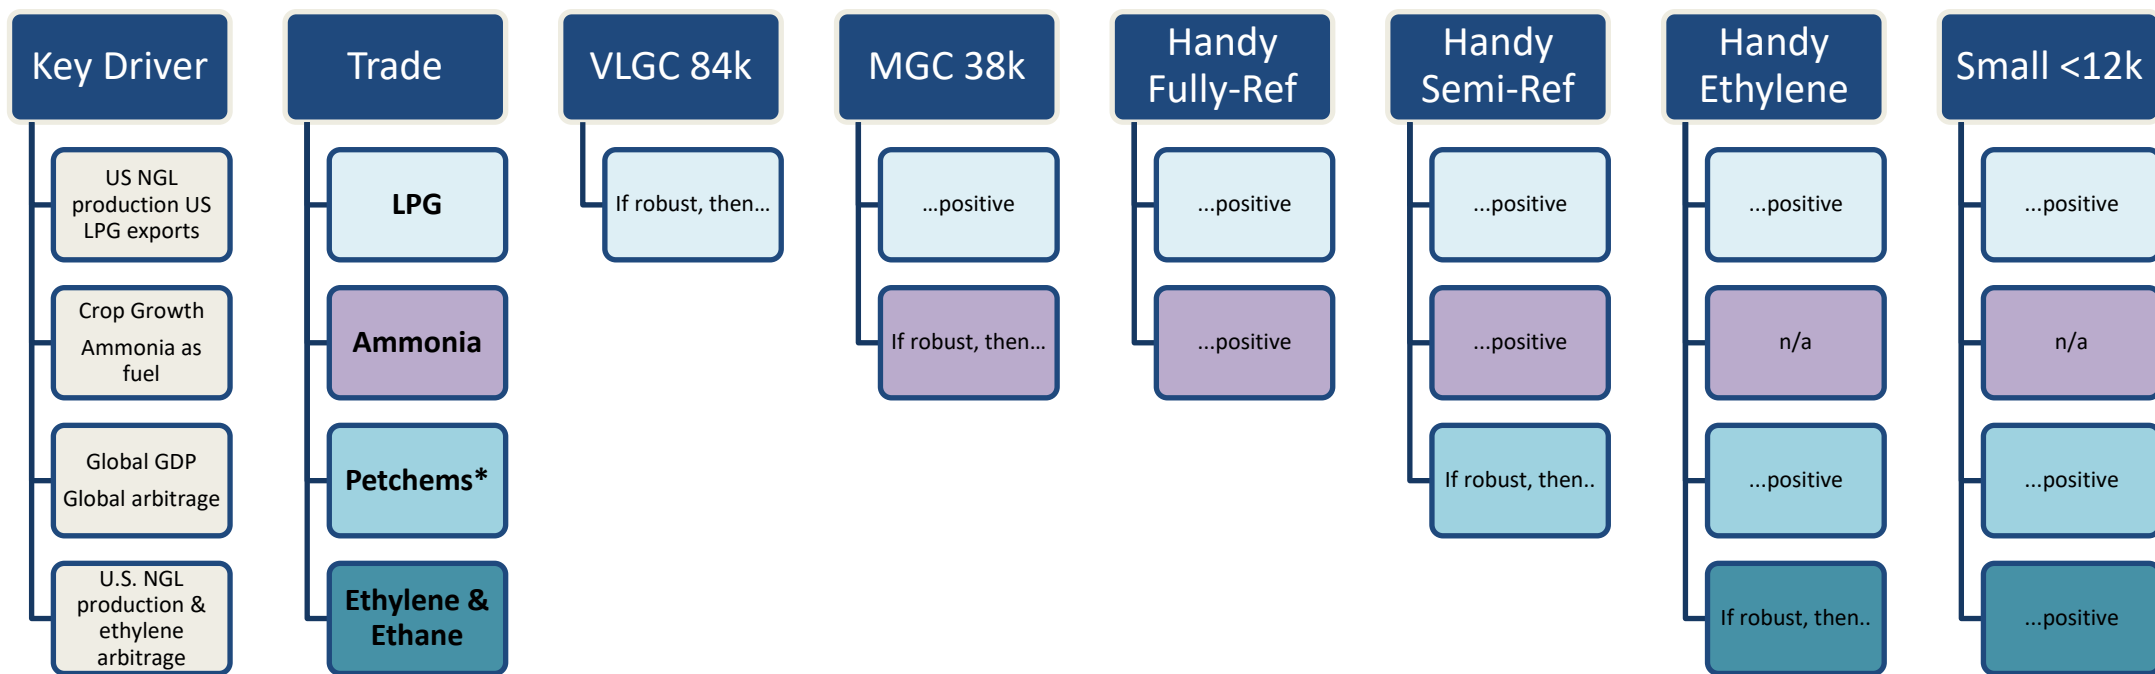 Key Driver
Trade
VLGC 84k
MGC 38k
Handy
Fully-Ref
Handy
Semi-Ref
Handy
Ethylene
Small <12k
US NGL
production US
LPG exports
LPG
If robust, then...
...positive
...positive
...positive
...positive
...positive
Crop Growth
Ammonia as
fuel
Ammonia
If robust, then...
...positive
...positive
n/a
n/a
Global GDP
Global arbitrage
Petchems*
If robust, then..
...positive
...positive
U.S. NGL
production &
ethylene
arbitrage
Ethylene &
Ethane
If robust, then..
...positive